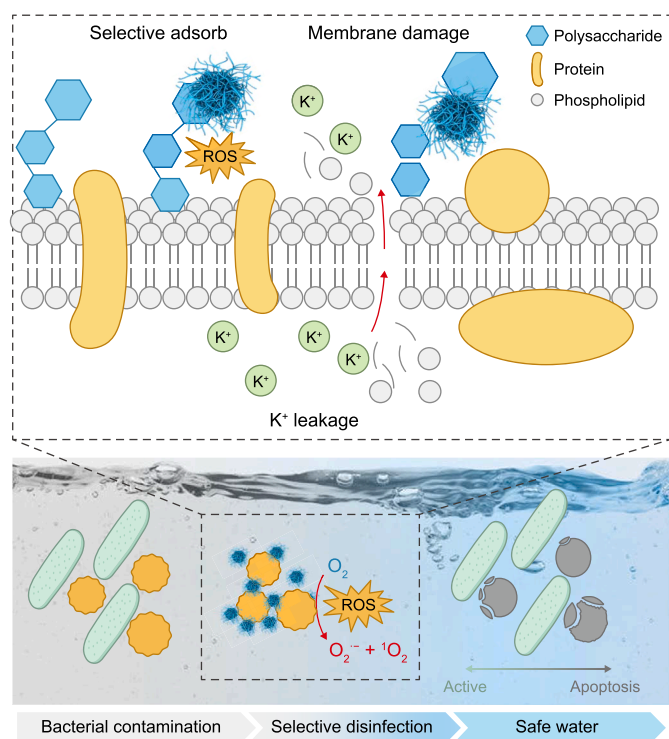 Selective adsorb
Membrane damage
Polysaccharide
Protein
Phospholipid
K⁺
K⁺
ROS
K⁺
K⁺
K⁺
K⁺
K⁺ leakage
O₂
ROS
O₂˙⁻ + ¹O₂
Active
Apoptosis
Bacterial contamination
Selective disinfection
Safe water